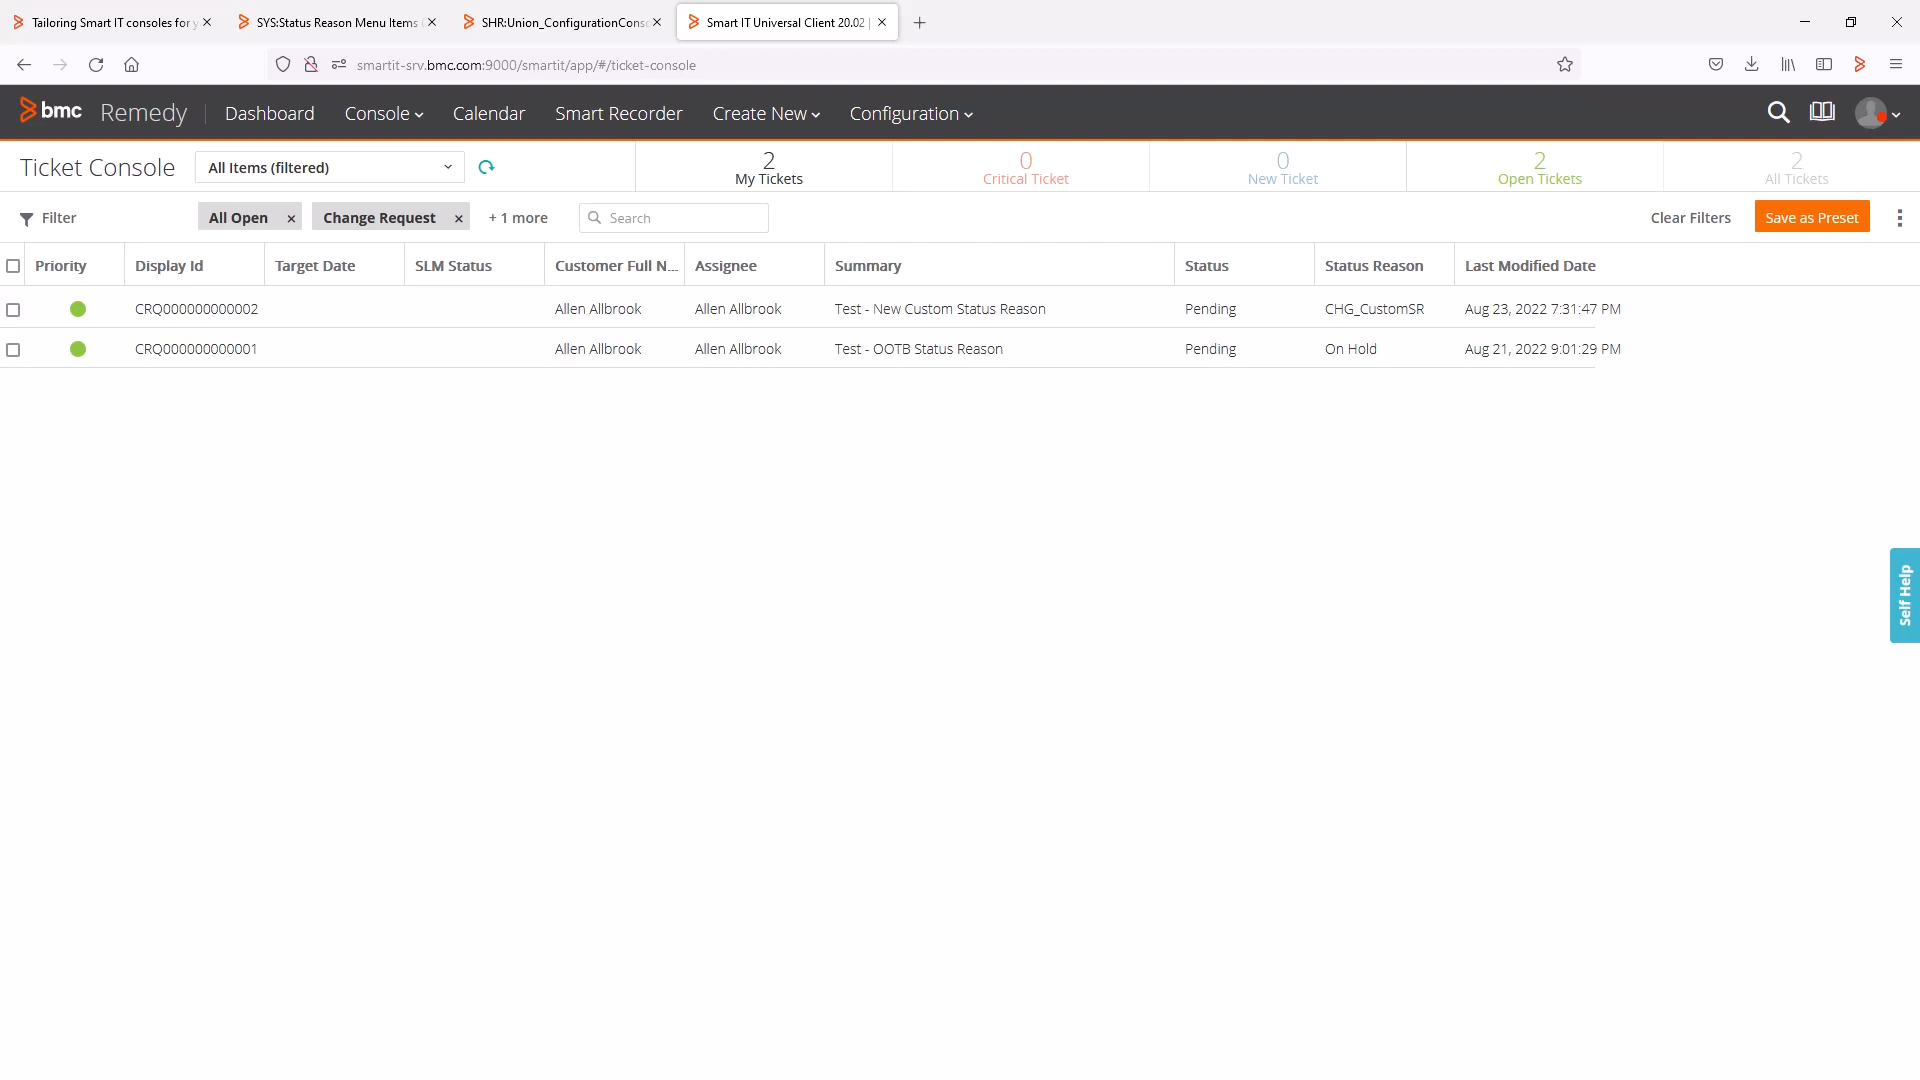 Tailoring Smart IT consoles for y
SYS:Status Reason Menu Items (
SHR:Union_ConfigurationConso
Smart IT Universal Client 20.02 |
smartit-srv.bmc.com:9000/smartit/app/#/ticket-console
bmc Remedy Dashboard Console Calendar Smart Recorder Create New Configuration
Ticket Console All Items (filtered)
2 My Tickets
0 Critical Ticket
0 New Ticket
2 Open Tickets
2 All Tickets
Filter All Open × Change Request × + 1 more Search Clear Filters Save as Preset
Priority Display Id Target Date SLM Status Customer Full N... Assignee Summary Status Status Reason Last Modified Date
CRQ000000000002 Allen Allbrook Allen Allbrook Test - New Custom Status Reason Pending CHG_CustomSR Aug 23, 2022 7:31:47 PM
CRQ000000000001 Allen Allbrook Allen Allbrook Test - OOTB Status Reason Pending On Hold Aug 21, 2022 9:01:29 PM
Self Help